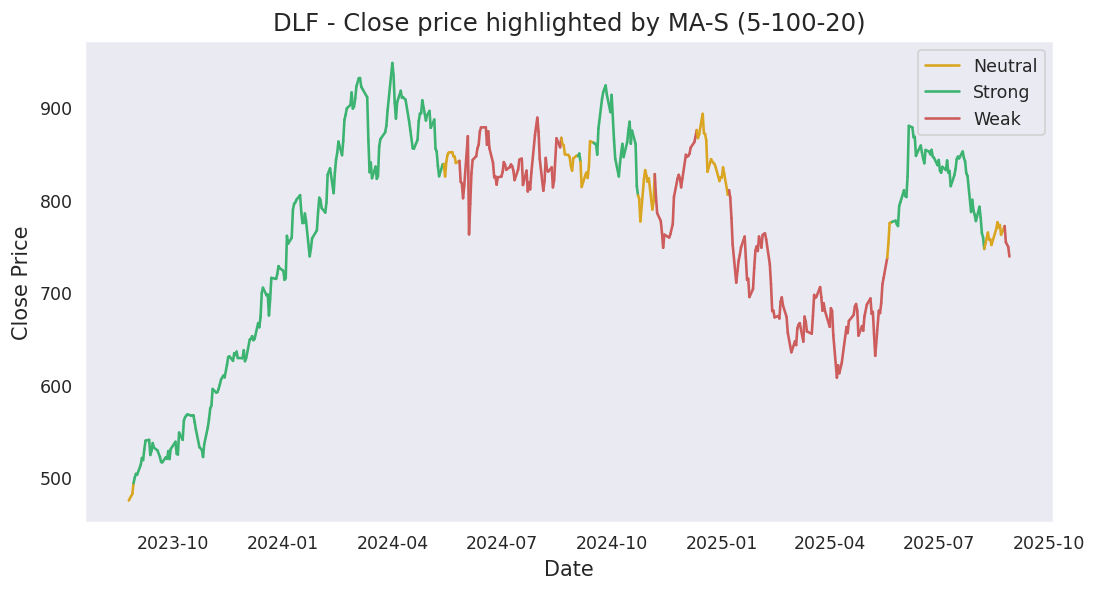 DLF - Close price highlighted by MA-S (5-100-20)
Neutral
Strong
Weak
Close Price
900
800
700
600
500
2023-10 2024-01 2024-04 2024-07 2024-10 2025-01 2025-04 2025-07 2025-10
Date